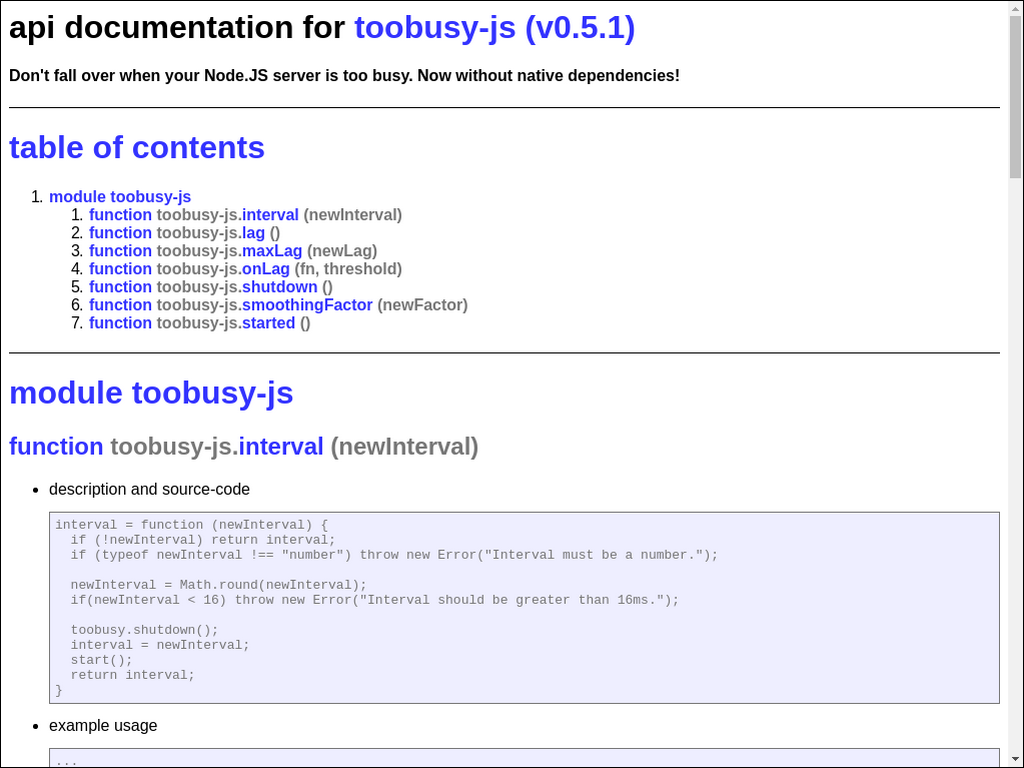 api documentation for toobusy-js (v0.5.1)
Don't fall over when your Node.JS server is too busy. Now without native dependencies!
table of contents
1. module toobusy-js
1. function toobusy-js.interval (newInterval)
2. function toobusy-js.lag ()
3. function toobusy-js.maxLag (newLag)
4. function toobusy-js.onLag (fn, threshold)
5. function toobusy-js.shutdown ()
6. function toobusy-js.smoothingFactor (newFactor)
7. function toobusy-js.started ()
module toobusy-js
function toobusy-js.interval (newInterval)
• description and source-code
interval = function (newInterval) {
  if (!newInterval) return interval;
  if (typeof newInterval !== "number") throw new Error("Interval must be a number.");

  newInterval = Math.round(newInterval);
  if(newInterval < 16) throw new Error("Interval should be greater than 16ms.");

  toobusy.shutdown();
  interval = newInterval;
  start();
  return interval;
}
• example usage
...